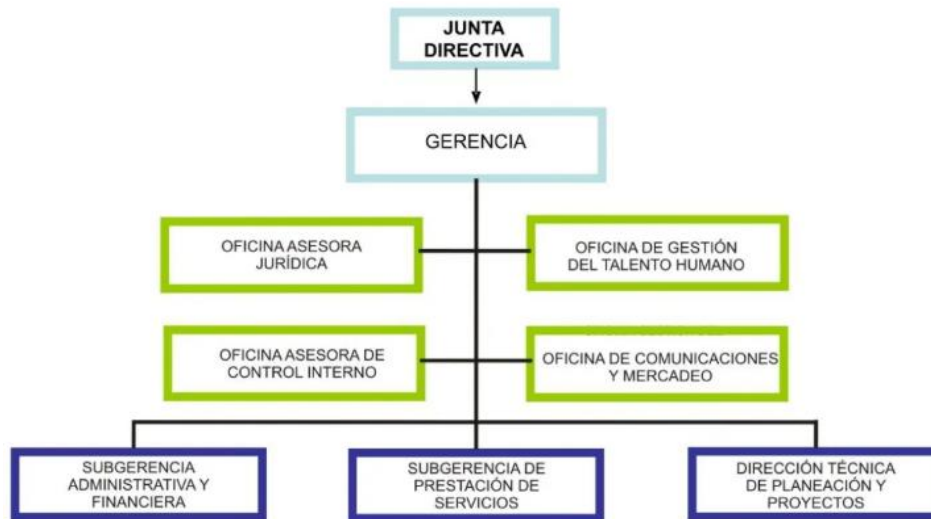 JUNTA
DIRECTIVA
GERENCIA
OFICINA ASESORA
JURÍDICA
OFICINA DE GESTIÓN
DEL TALENTO HUMANO
OFICINA ASESORA DE
CONTROL INTERNO
OFICINA DE COMUNICACIONES
Y MERCADEO
SUBGERENCIA
ADMINISTRATIVA Y
FINANCIERA
SUBGERENCIA DE
PRESTACIÓN DE
SERVICIOS
DIRECCIÓN TÉCNICA
DE PLANEACIÓN Y
PROYECTOS